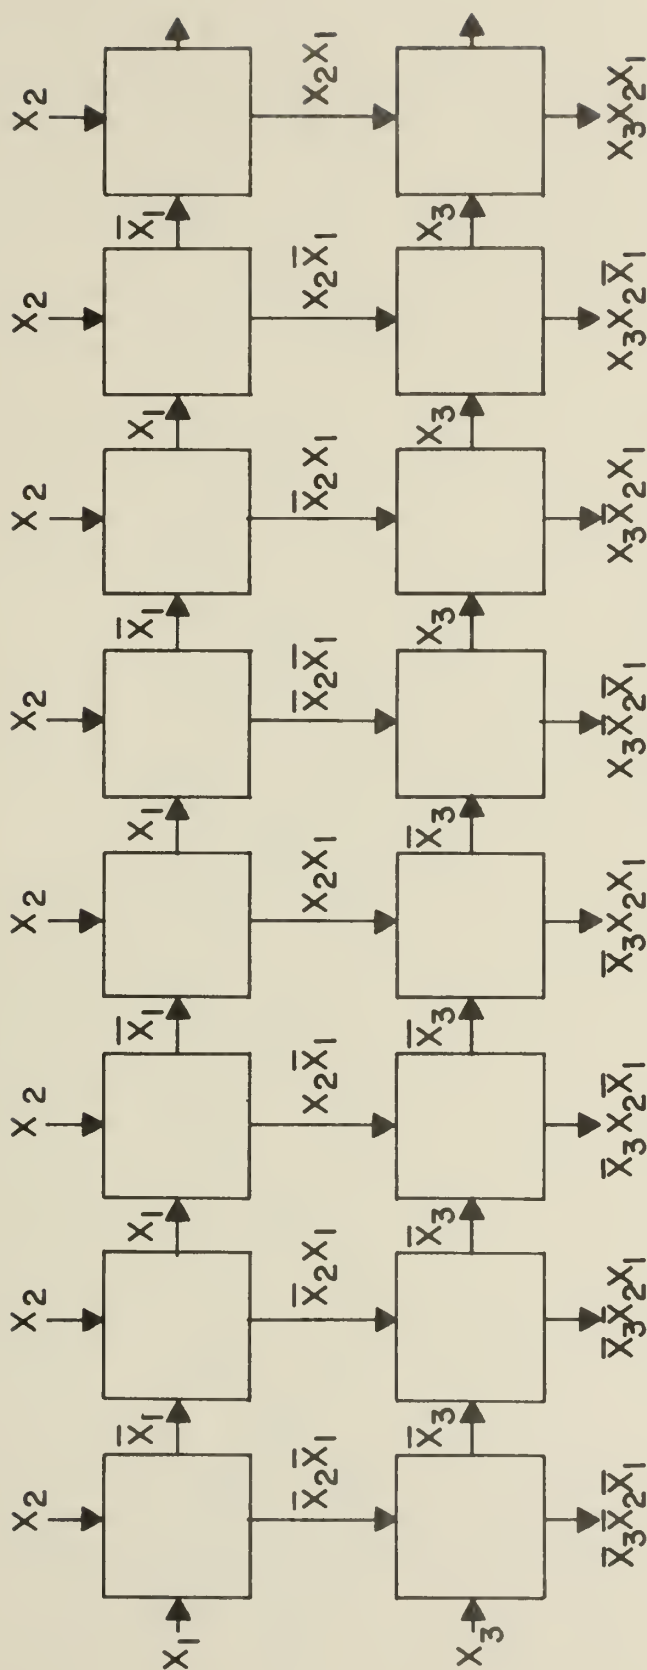 X₂ X₂ X₂ X₂ X₂ X₂ X₂ X₂
X₁ X̄₁ X₁ X̄₁ X₁ X̄₁ X₁ X̄₁
X̄₂X̄₁ X̄₂X₁ X₂X̄₁ X₂X₁ X̄₂X̄₁ X̄₂X₁ X₂X̄₁ X₂X₁
X₃ X̄₃ X̄₃ X̄₃ X̄₃ X₃ X₃ X₃
X̄₃X̄₂X̄₁ X̄₃X̄₂X₁ X̄₃X₂X̄₁ X̄₃X₂X₁ X₃X̄₂X̄₁ X₃X̄₂X₁ X₃X₂X̄₁ X₃X₂X₁